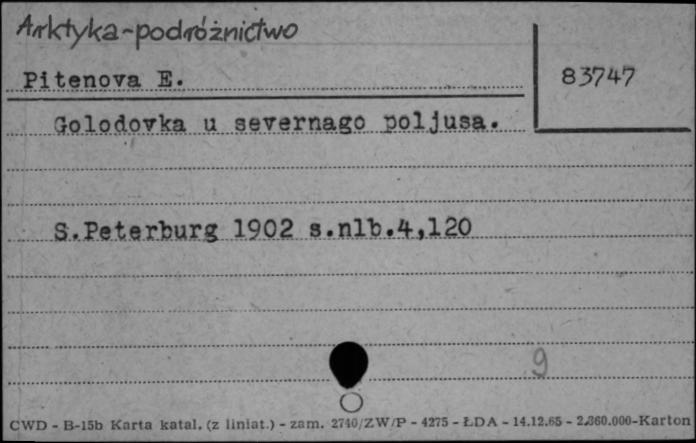 Arktyka-podróżnictwo
Pitenova E.
83747
Golodovka u severnago poljusa.
S.Peterburg 1902 s.nlb.4,120
9
CWD - B-15b Karta katal. (z liniat.) - zam. 2740/ZW/P - 4275 - ŁDA - 14.12.65 - 2.360.000-Karton